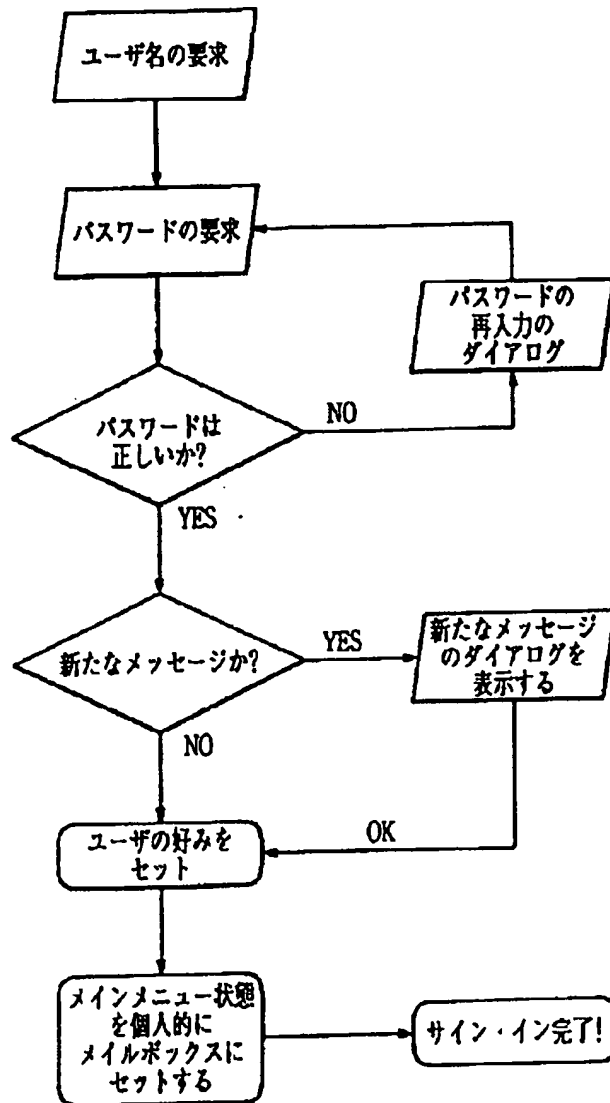 ユーザ名の要求
パスワードの要求
パスワードの
再入力の
ダイアログ
パスワードは
正しいか?
NO
YES
新たなメッセージか?
YES
新たなメッセージ
のダイアログを
表示する
NO
OK
ユーザの好みを
セット
メインメニュー状態
を個人的に
メイルボックスに
セットする
サイン・イン完了!